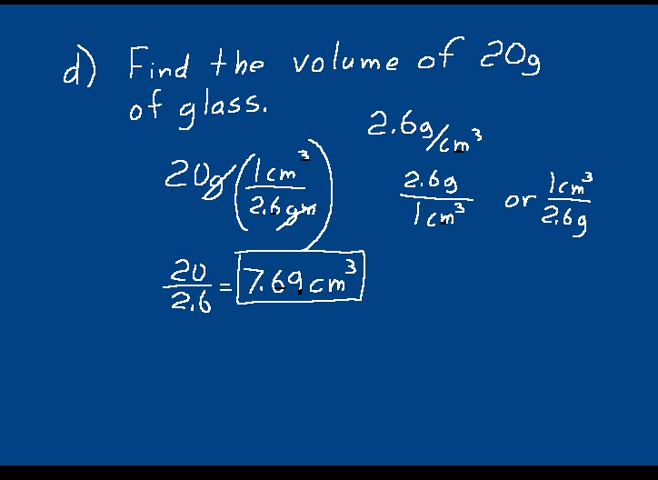 d) Find the volume of 20g
of glass.
2.6g/cm³
20g (1cm³/2.6gm)
2.6g/1cm³ or 1cm³/2.6g
20/2.6 = 7.69cm³